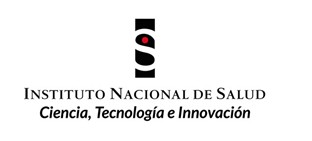 INSTITUTO NACIONAL DE SALUD
Ciencia, Tecnología e Innovación